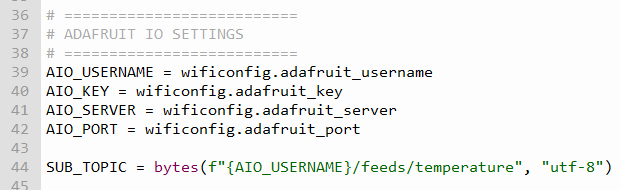 36 # ==========================
37 # ADAFRUIT IO SETTINGS
38 # ==========================
39 AIO_USERNAME = wificonfig.adafruit_username
40 AIO_KEY = wificonfig.adafruit_key
41 AIO_SERVER = wificonfig.adafruit_server
42 AIO_PORT = wificonfig.adafruit_port
43
44 SUB_TOPIC = bytes(f"{AIO_USERNAME}/feeds/temperature", "utf-8")
45